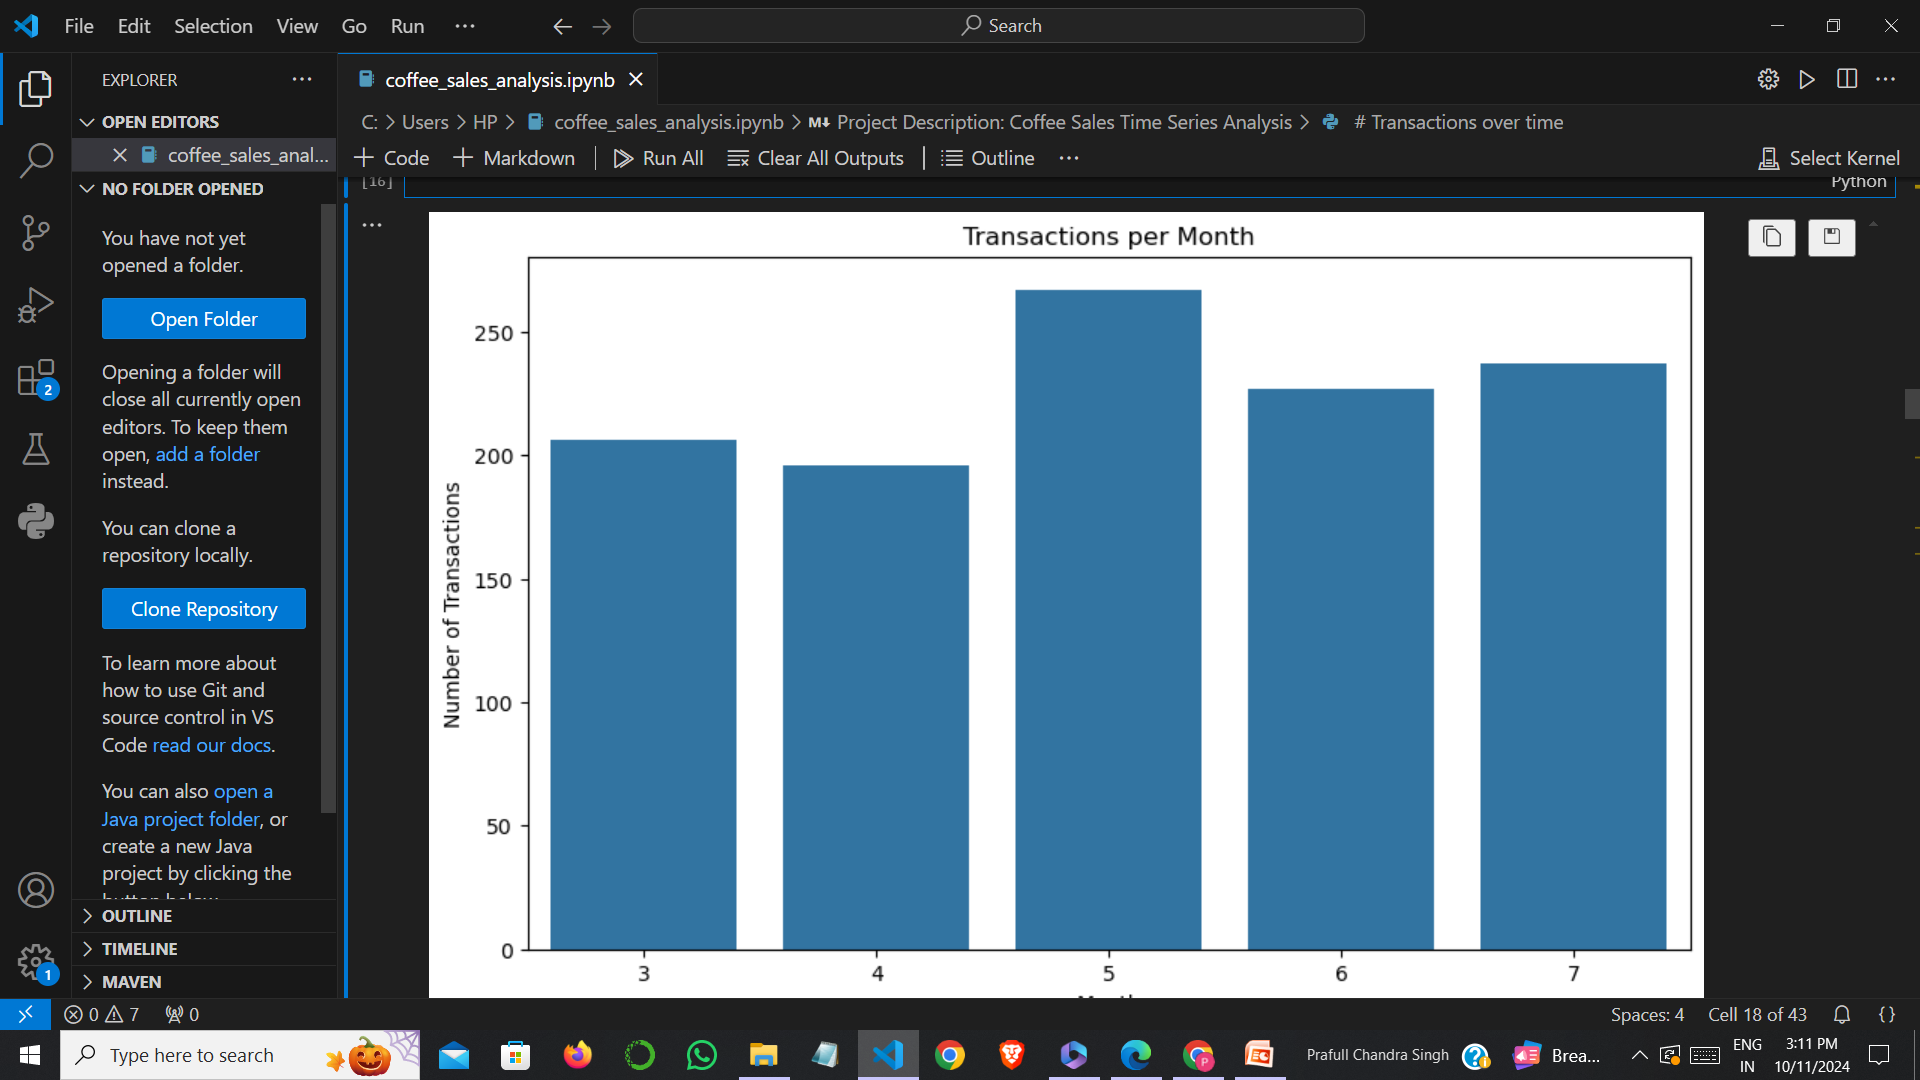 File Edit Selection View Go Run ...
Search
EXPLORER
coffee_sales_analysis.ipynb
OPEN EDITORS
coffee_sales_anal...
NO FOLDER OPENED
You have not yet
opened a folder.
Open Folder
Opening a folder will
close all currently open
editors. To keep them
open, add a folder
instead.
You can clone a
repository locally.
Clone Repository
To learn more about
how to use Git and
source control in VS
Code read our docs.
You can also open a
Java project folder, or
create a new Java
project by clicking the
button below.
OUTLINE
TIMELINE
MAVEN
2
1
C: > Users > HP > coffee_sales_analysis.ipynb > M↓ Project Description: Coffee Sales Time Series Analysis > # Transactions over time
+ Code + Markdown Run All Clear All Outputs Outline ... Select Kernel
[16]
Python
Transactions per Month
Number of Transactions
250
200
150
100
50
0
3 4 5 6 7
Month
0 7 0
Spaces: 4 Cell 18 of 43 {}
Type here to search
Prafull Chandra Singh
Brea...
ENG
IN
3:11 PM
10/11/2024